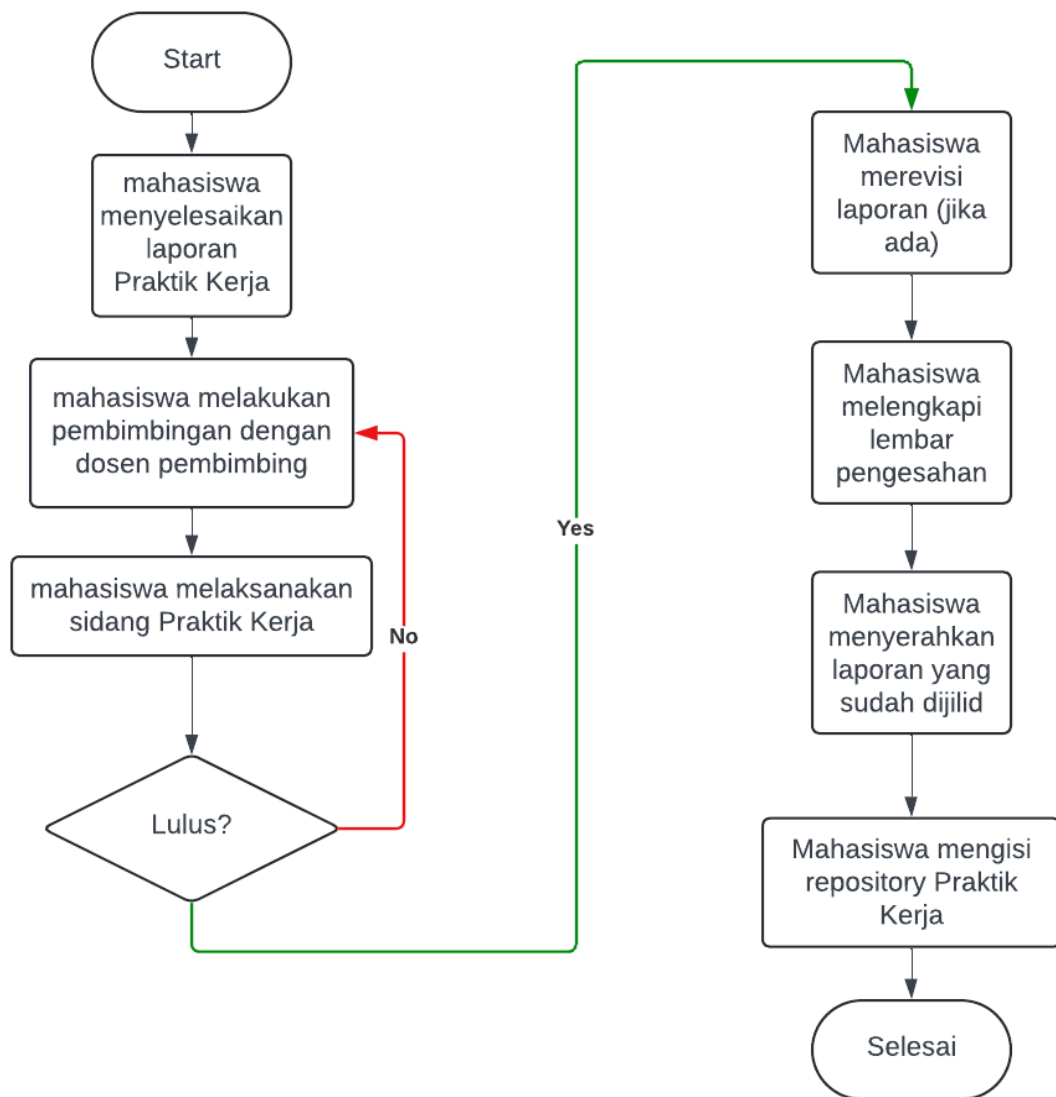 Start
mahasiswa
menyelesaikan
laporan
Praktik Kerja
mahasiswa melakukan
pembimbingan dengan
dosen pembimbing
mahasiswa melaksanakan
sidang Praktik Kerja
Lulus?
No
Yes
Mahasiswa
merevisi
laporan (jika
ada)
Mahasiswa
melengkapi
lembar
pengesahan
Mahasiswa
menyerahkan
laporan yang
sudah dijilid
Mahasiswa mengisi
repository Praktik
Kerja
Selesai